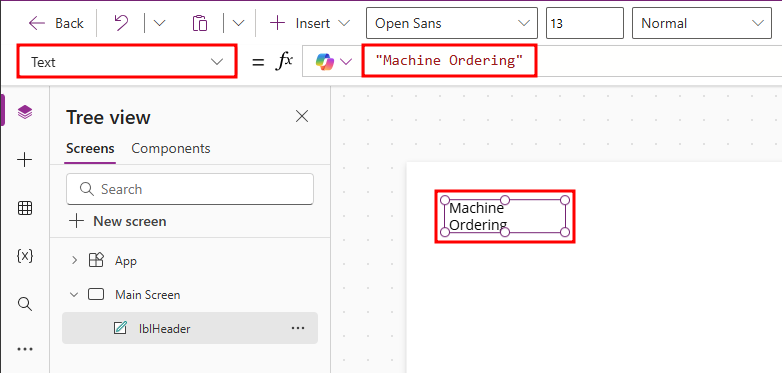 Back
Insert
Open Sans
13
Normal
Text
= fx
"Machine Ordering"
Tree view
Screens
Components
Search
New screen
App
Main Screen
lblHeader
{x}
Machine
Ordering